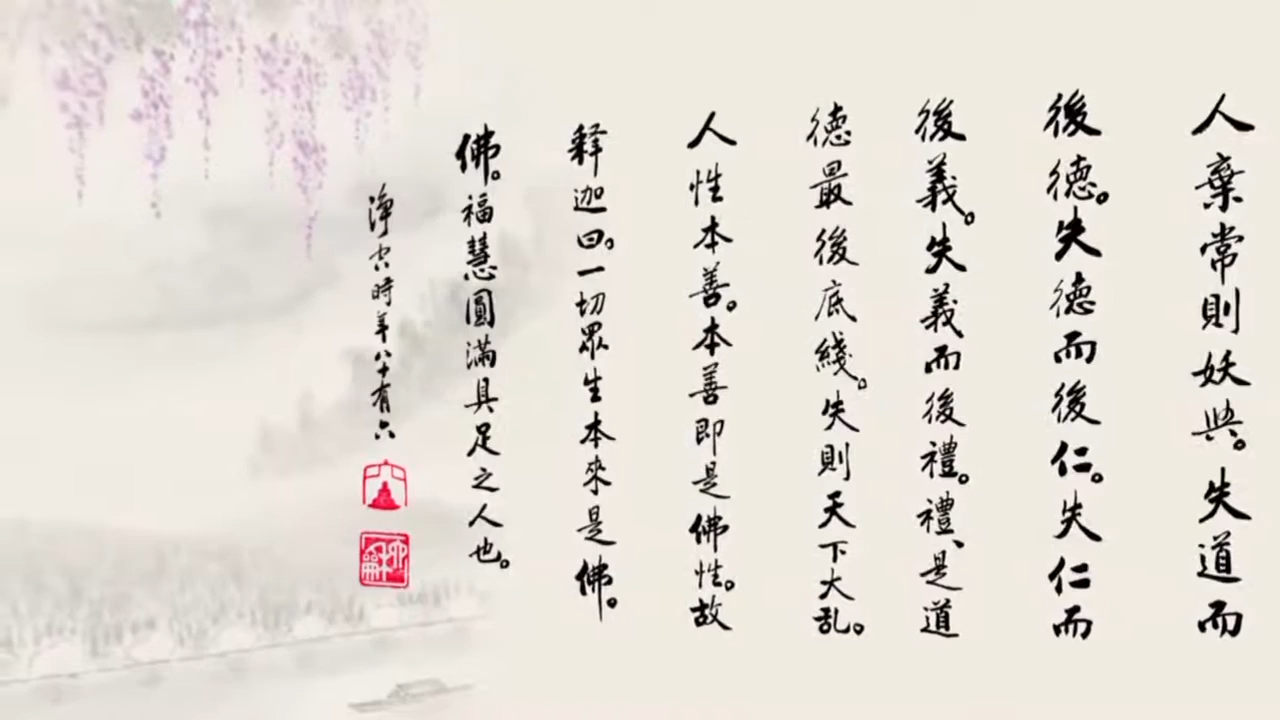 人棄常則妖興。失道而
後德。失德而後仁。失仁而
後義。失義而後禮。禮、是道
德最後底綫。失則天下大乱。
人性本善。本善即是佛性。故
釋迦曰。一切眾生本來是佛。
佛。福慧圓滿具足之人也。
淨空時年八十有六